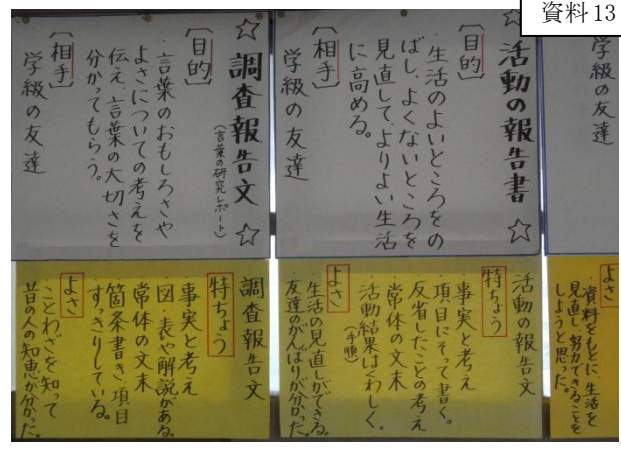 資料13
学級の友達
よさ
・資料をもとに、生活を
見直し、努力できることを
しようと思った。
☆活動の報告書☆
〔目的〕
・生活のよいところをの
ばし、よくないところを
見直して、よりよい生活
に高める。
〔相手〕
学級の友達
活動の報告文
特ちょう
・事実と考え
・項目にそって書く。
・反省したことの考え
・常体の文末
・活動結果はくわしく。
(手順)
よさ
・生活の見直しができる。
・友達のがんばりが分かった。
☆調査報告文☆
(言葉の研究レポート)
〔目的〕
・言葉のおもしろさや
よさについての考えを
伝え、言葉の大切さを
分かってもらう。
〔相手〕
学級の友達
調査報告文
特ちょう
・事実と考え
・図・表や解説がある。
・常体の文末
・箇条書き、項目
すっきりしている。
よさ
・ことわざを知って
昔の人の知恵が分かった。